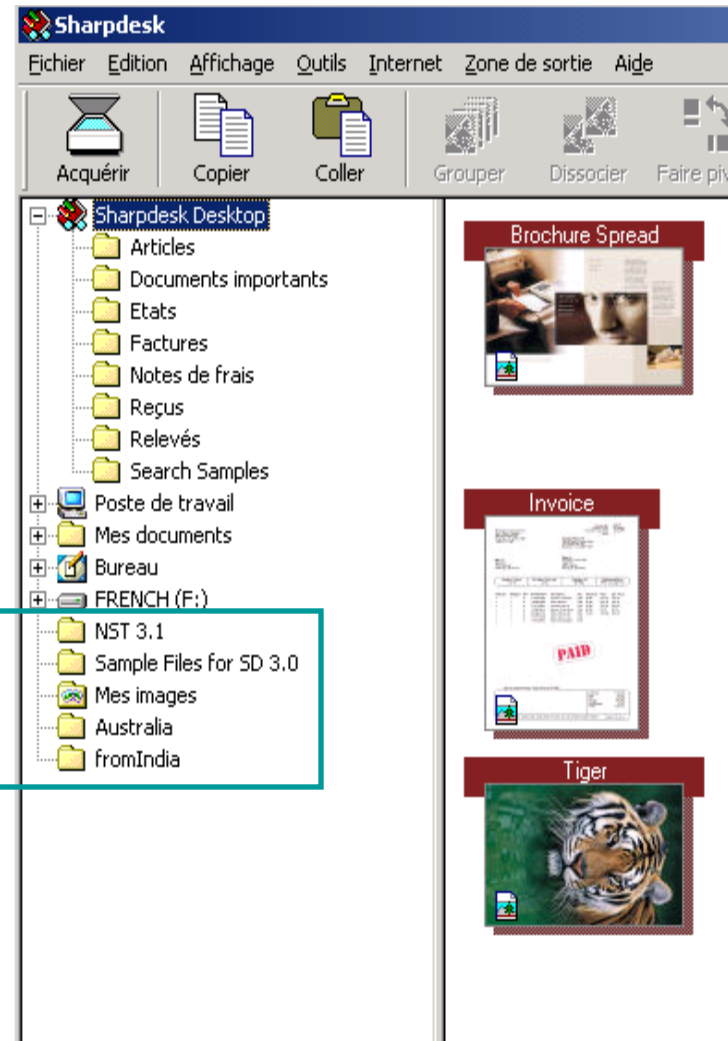 Sharpdesk
Fichier Edition Affichage Outils Internet Zone de sortie Aide
Acquérir Copier Coller Grouper Dissocier Faire piv
Sharpdesk Desktop
Articles
Documents importants
Etats
Factures
Notes de frais
Reçus
Relevés
Search Samples
Poste de travail
Mes documents
Bureau
FRENCH (F:)
NST 3.1
Sample Files for SD 3.0
Mes images
Australia
fromIndia
Brochure Spread
Invoice
PAID
Tiger